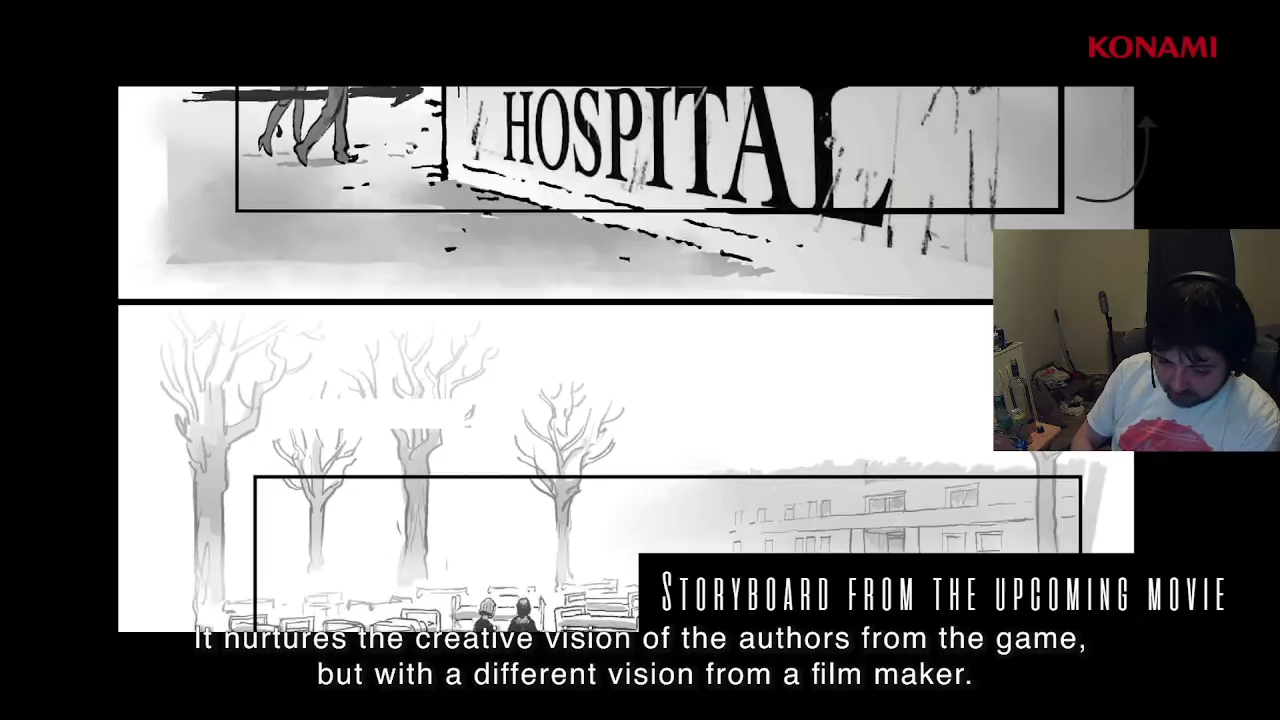 KONAMI
HOSPITAL
STORYBOARD FROM THE UPCOMING MOVIE
It nurtures the creative vision of the authors from the game,
but with a different vision from a film maker.